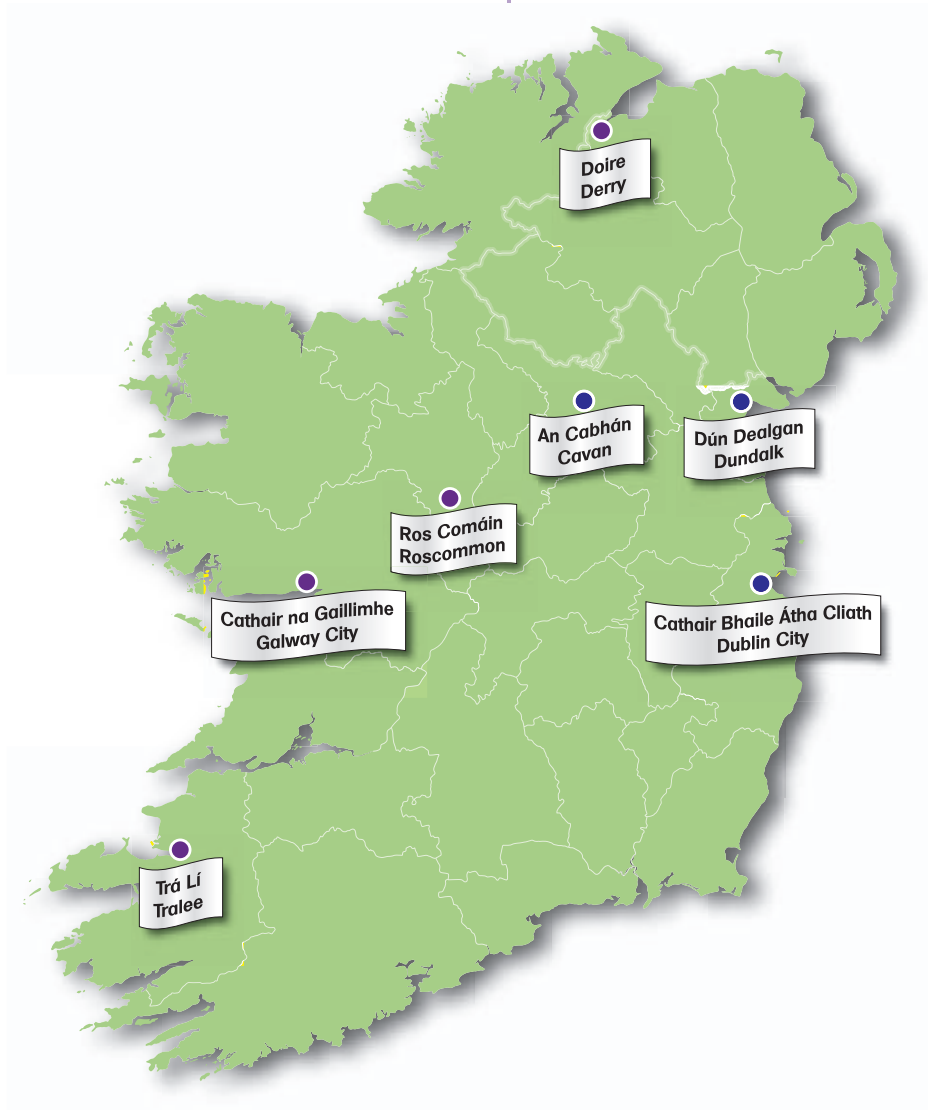 Doire
Derry
An Cabhán
Cavan
Dún Dealgan
Dundalk
Ros Comáin
Roscommon
Cathair na Gaillimhe
Galway City
Cathair Bhaile Átha Cliath
Dublin City
Trá Lí
Tralee